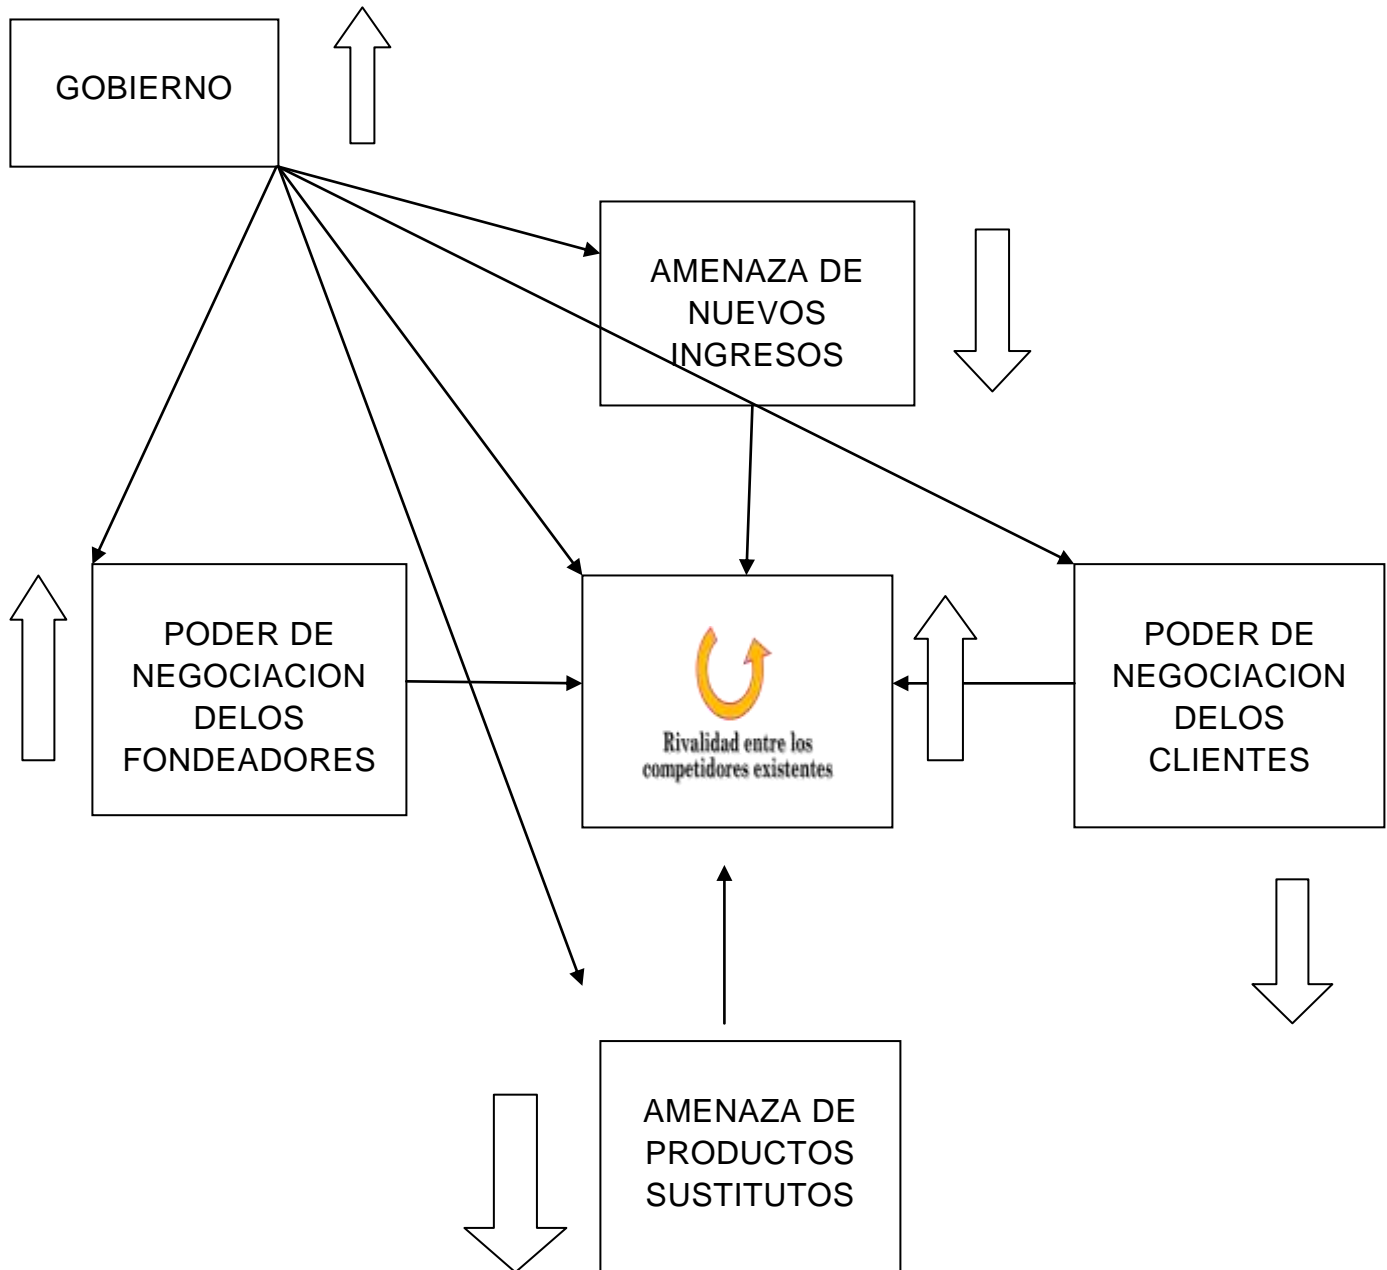 GOBIERNO
AMENAZA DE
NUEVOS
INGRESOS
PODER DE
NEGOCIACION
DELOS
FONDEADORES
Rivalidad entre los
competidores existentes
PODER DE
NEGOCIACION
DELOS
CLIENTES
AMENAZA DE
PRODUCTOS
SUSTITUTOS